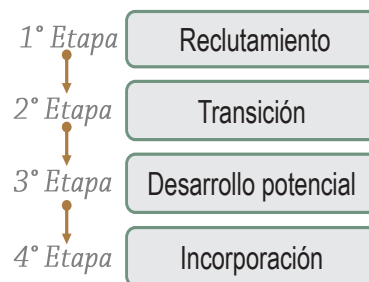 1° Etapa Reclutamiento
2° Etapa Transición
3° Etapa Desarrollo potencial
4° Etapa Incorporación